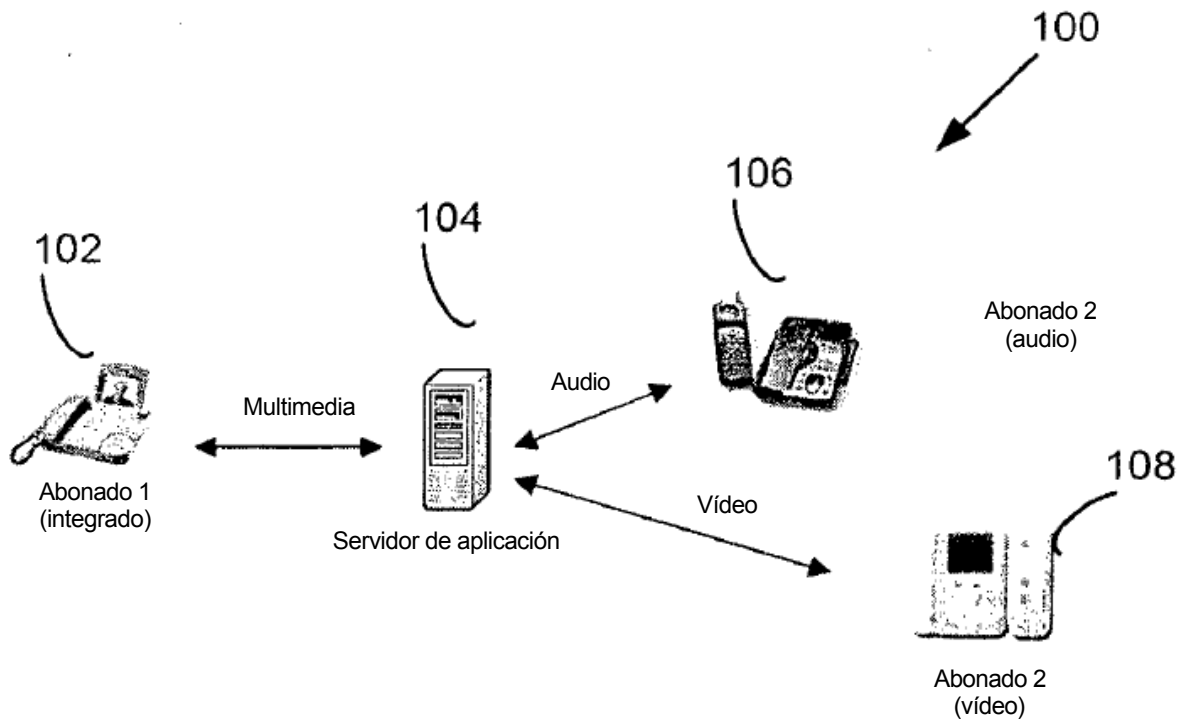 100
106
104
102
Abonado 2
(audio)
Audio
Multimedia
108
Vídeo
Abonado 1
(integrado)
Servidor de aplicación
Abonado 2
(vídeo)